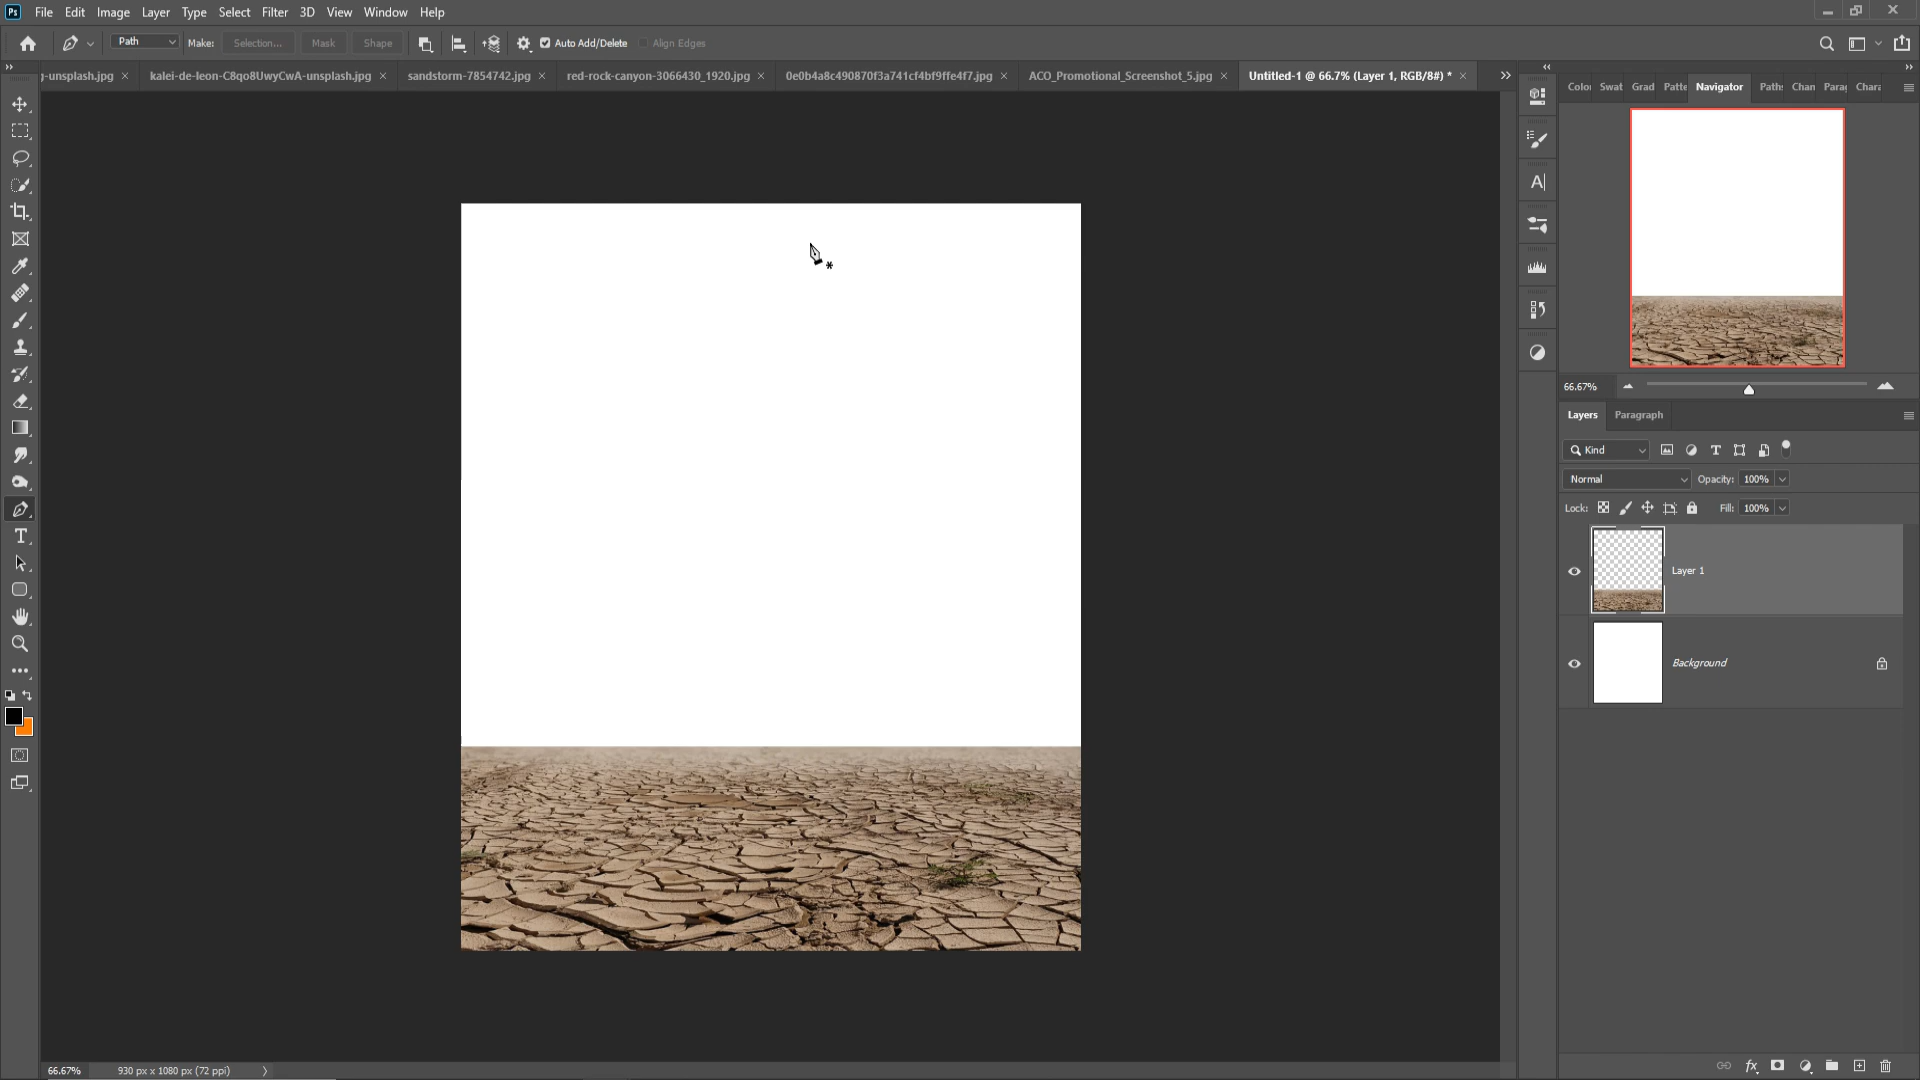 Ps File Edit Image Layer Type Select Filter 3D View Window Help
Path Make: Selection... Mask Shape Auto Add/Delete Align Edges
g-unsplash.jpg × kalei-de-leon-C8qo8UwyCwA-unsplash.jpg × sandstorm-7854742.jpg × red-rock-canyon-3066430_1920.jpg × 0e0b4a8c490870f3a741cf4bf9ffe4f7.jpg × ACO_Promotional_Screenshot_5.jpg × Untitled-1 @ 66.7% (Layer 1, RGB/8#) * ×
Colo Swat Grad Patte Navigator Paths Chan Parag Chara
66.67%
Layers Paragraph
Kind
Normal Opacity: 100%
Lock: Fill: 100%
Layer 1
Background
66.67% 930 px x 1080 px (72 ppi)